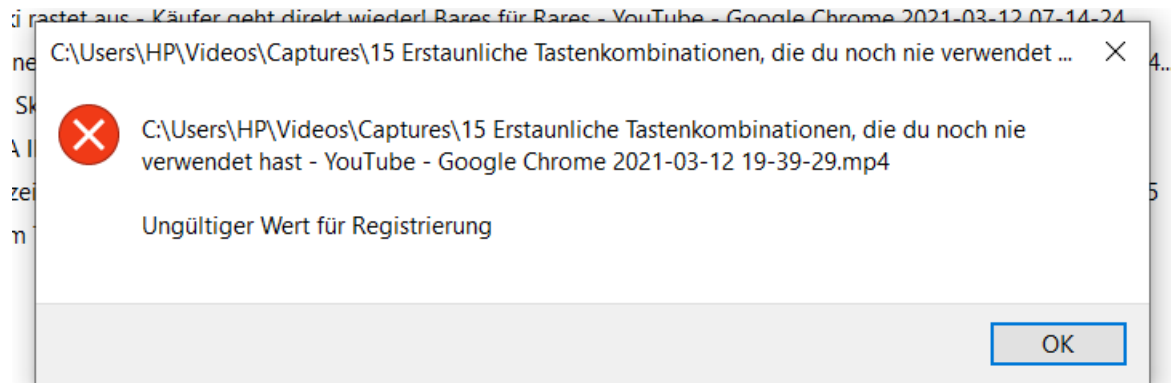 rastet aus - Käufer geht direkt wieder! Bares für Rares - YouTube - Google Chrome 2021-03-12 07-14-24
C:\Users\HP\Videos\Captures\15 Erstaunliche Tastenkombinationen, die du noch nie verwendet ...
C:\Users\HP\Videos\Captures\15 Erstaunliche Tastenkombinationen, die du noch nie
verwendet hast - YouTube - Google Chrome 2021-03-12 19-39-29.mp4
Ungültiger Wert für Registrierung
OK